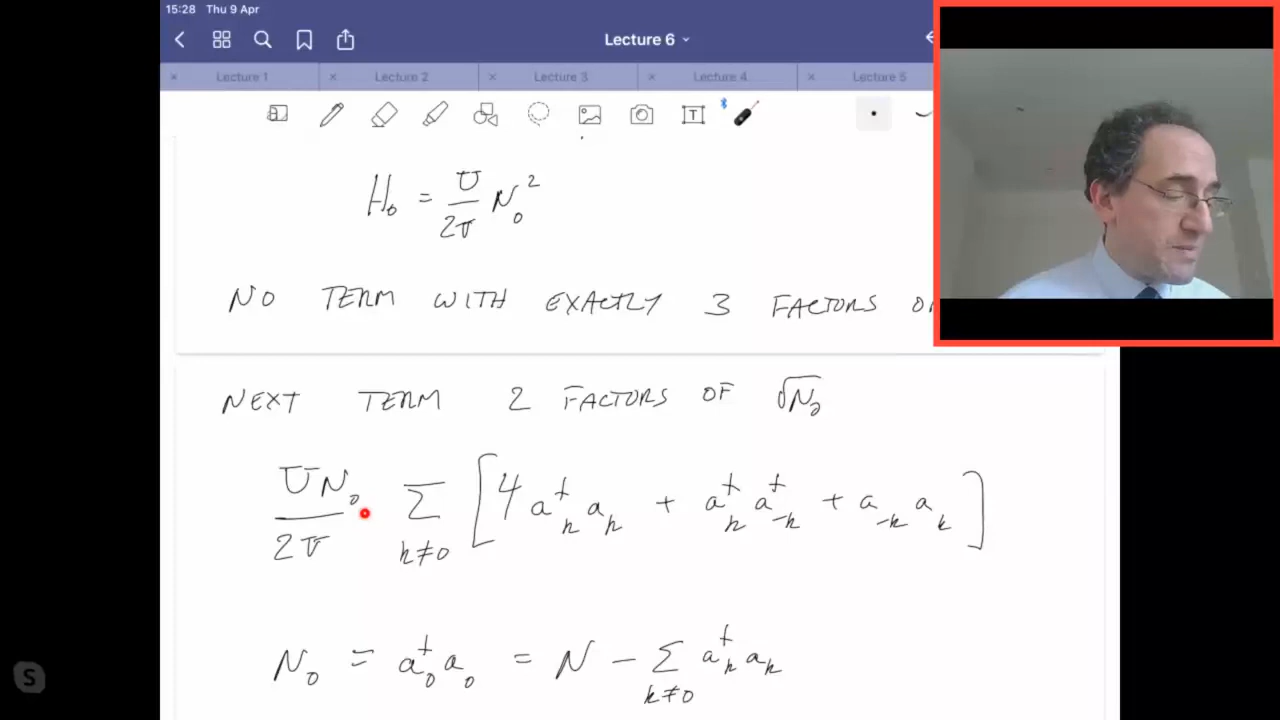 15:28 Thu 9 Apr
Lecture 6
Lecture 1 Lecture 2 Lecture 3 Lecture 4 Lecture 5
T
H₀ = U/2V N₀²
NO TERM WITH EXACTLY 3 FACTORS
NEXT TERM 2 FACTORS OF √N₀
UN₀/2V Σ_{k≠0} [4a†_k a_k + a†_k a†_{-k} + a_{-k} a_k]
N₀ = a†₀ a₀ = N - Σ_{k≠0} a†_k a_k
S